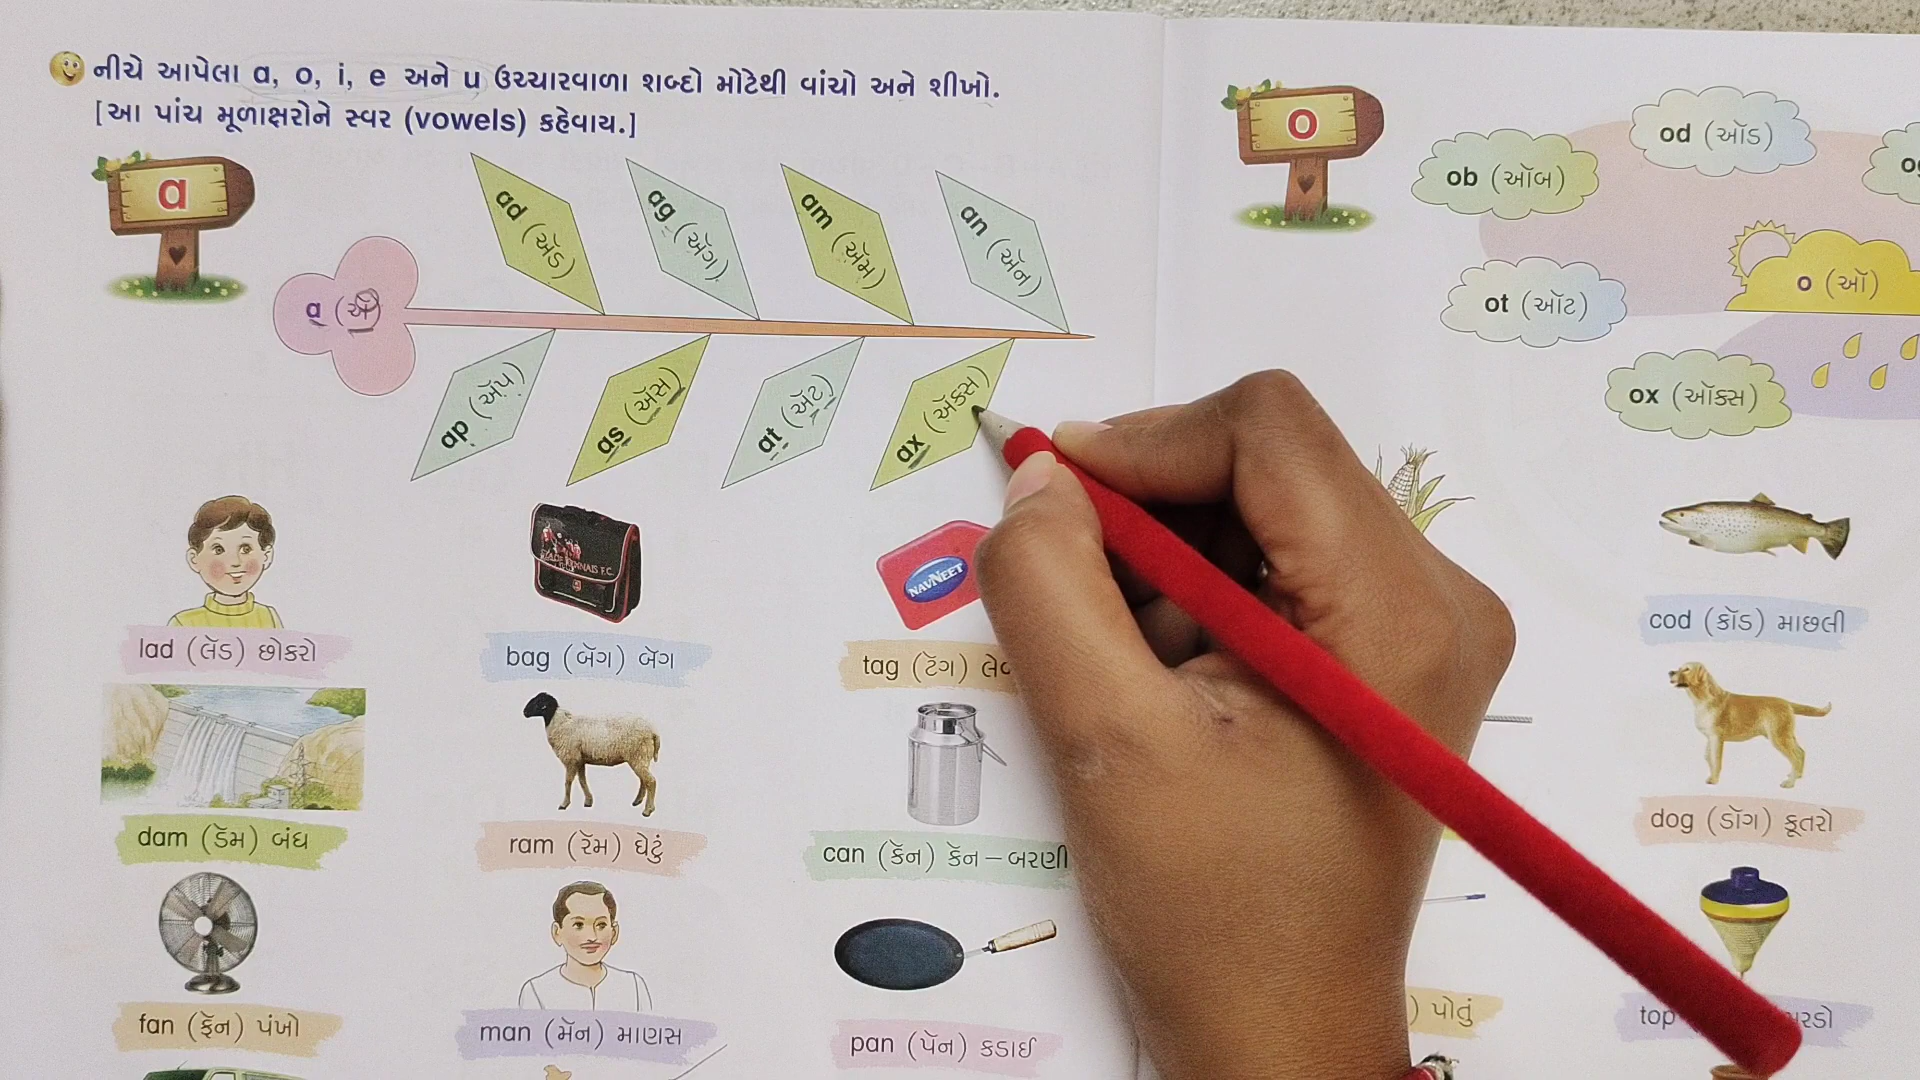 નીચે આપેલા a, o, i, e અને u ઉચ્ચારવાળા શબ્દો મોટેથી વાંચો અને શીખો.
[આ પાંચ મૂળાક્ષરોને સ્વર (vowels) કહેવાય.]
a
a (ઍ)
ad (ઍડ)
ag (ઍગ)
am (ઍમ)
an (ઍન)
ap (ઍપ)
as (ઍસ)
at (ઍટ)
ax (ઍક્સ)
NAVNEET
lad (લૅડ) છોકરો
bag (બૅગ) બૅગ
tag (ટૅગ)
dam (ડૅમ) બંધ
ram (રૅમ) ઘેટું
can (કૅન) કૅન – બરણી
fan (ફૅન) પંખો
man (મૅન) માણસ
pan (પૅન) કડાઈ
o
ob (ઑબ)
od (ઑડ)
ot (ઑટ)
o (ઑ)
ox (ઑક્સ)
cod (કૉડ) માછલી
dog (ડૉગ) કૂતરો
) પોતું
top